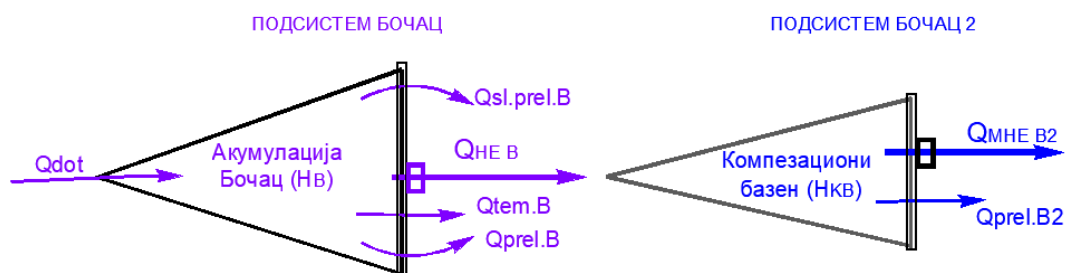 ПОДСИСТЕМ БОЧАЦ
ПОДСИСТЕМ БОЧАЦ 2
Qsl.prel.B
Qdot
Акумулација
Бочац (HB)
QHE B
Qtem.B
Qprel.B
QMHE B2
Компезациони
базен (HKB)
Qprel.B2